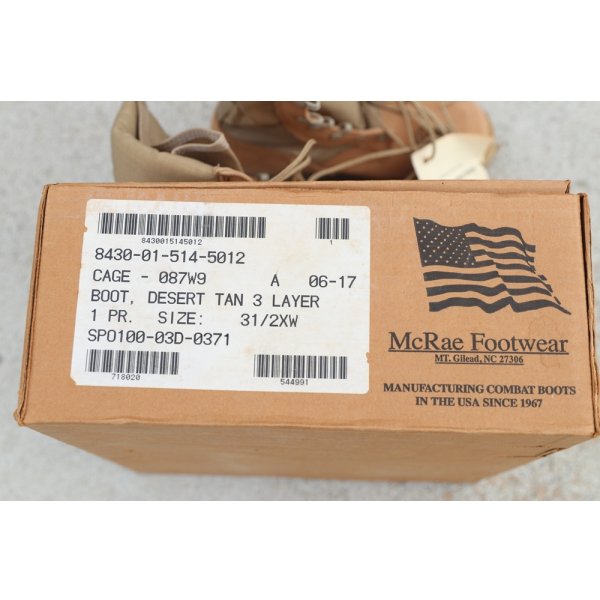 8430015145012
1
8430-01-514-5012
CAGE - 087W9 A 06-17
BOOT, DESERT TAN 3 LAYER
1 PR. SIZE: 31/2XW
SPO100-03D-0371
718020
544991
McRae Footwear
MT. Gilead, NC 27306
MANUFACTURING COMBAT BOOTS
IN THE USA SINCE 1967